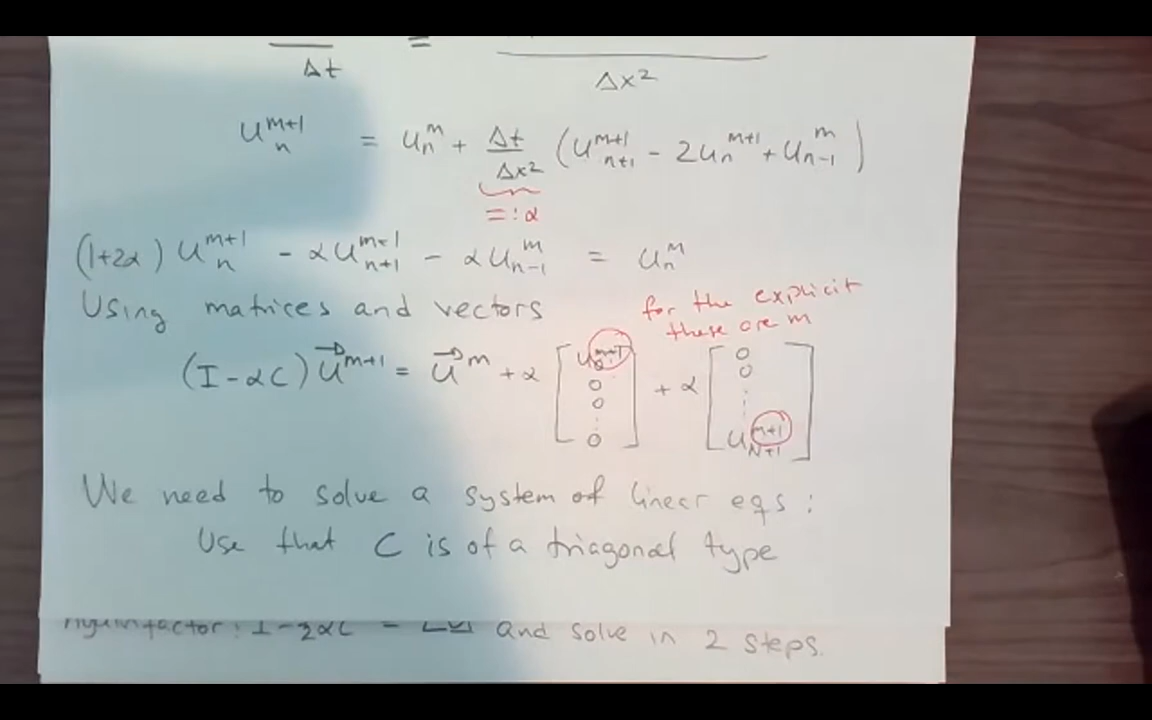 Δt = Δx²
u_n^{m+1} = u_n^m + Δt/Δx² (u_{n+1}^{m+1} - 2u_n^{m+1} + u_{n-1}^m)
=: α
(1+2α) u_n^{m+1} - αu_{n+1}^{m+1} - αu_{n-1}^m = u_n^m
Using matrices and vectors
for the explicit
these are m
(I-αC) u⃗^{m+1} = u⃗^m + α [u_0^{m+1} 0 0 ⋮ 0] + α [0 0 ⋮ u_{N+1}^{m+1}]
We need to solve a system of linear eqs :
Use that C is of a triagonal type
and solve in 2 steps.